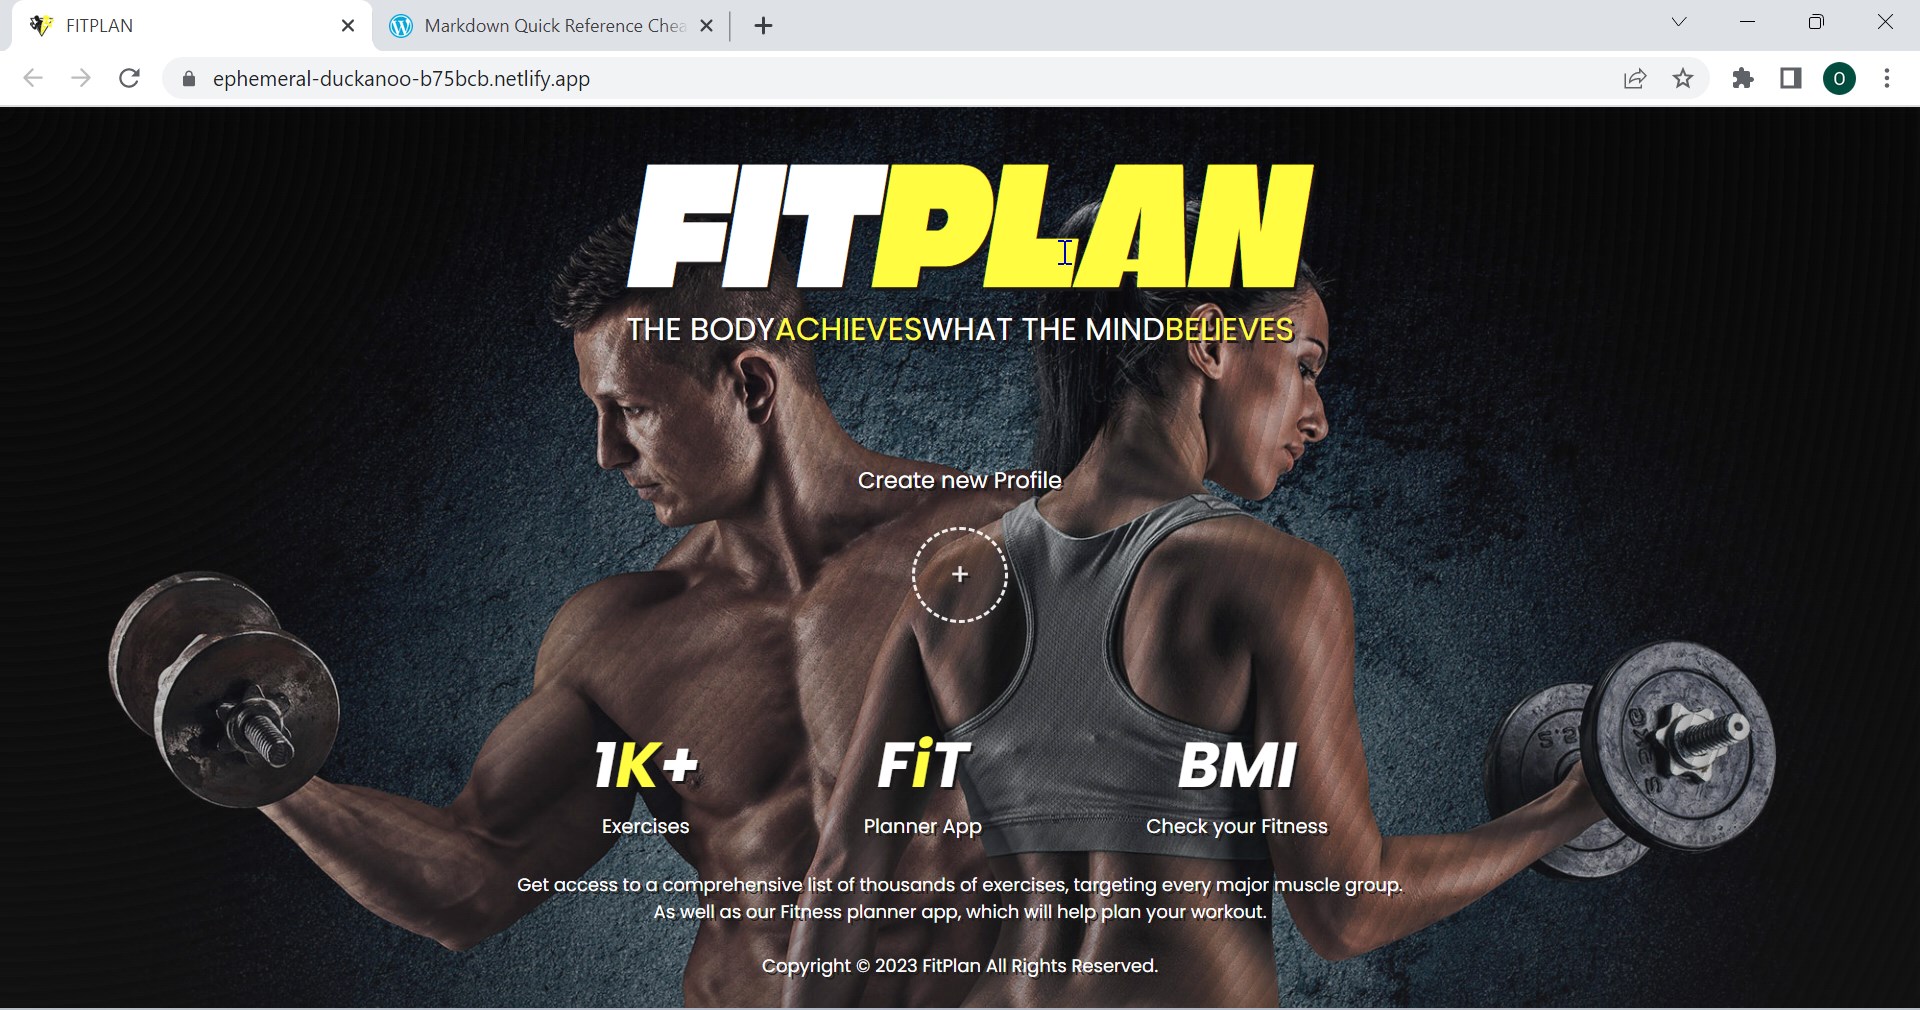 FITPLAN
Markdown Quick Reference Chea
ephemeral-duckanoo-b75bcb.netlify.app
O
FITPLAN
THE BODYACHIEVESWHAT THE MINDBELIEVES
Create new Profile
+
1K+
FiT
BMI
Exercises
Planner App
Check your Fitness
Get access to a comprehensive list of thousands of exercises, targeting every major muscle group.
As well as our Fitness planner app, which will help plan your workout.
Copyright © 2023 FitPlan All Rights Reserved.